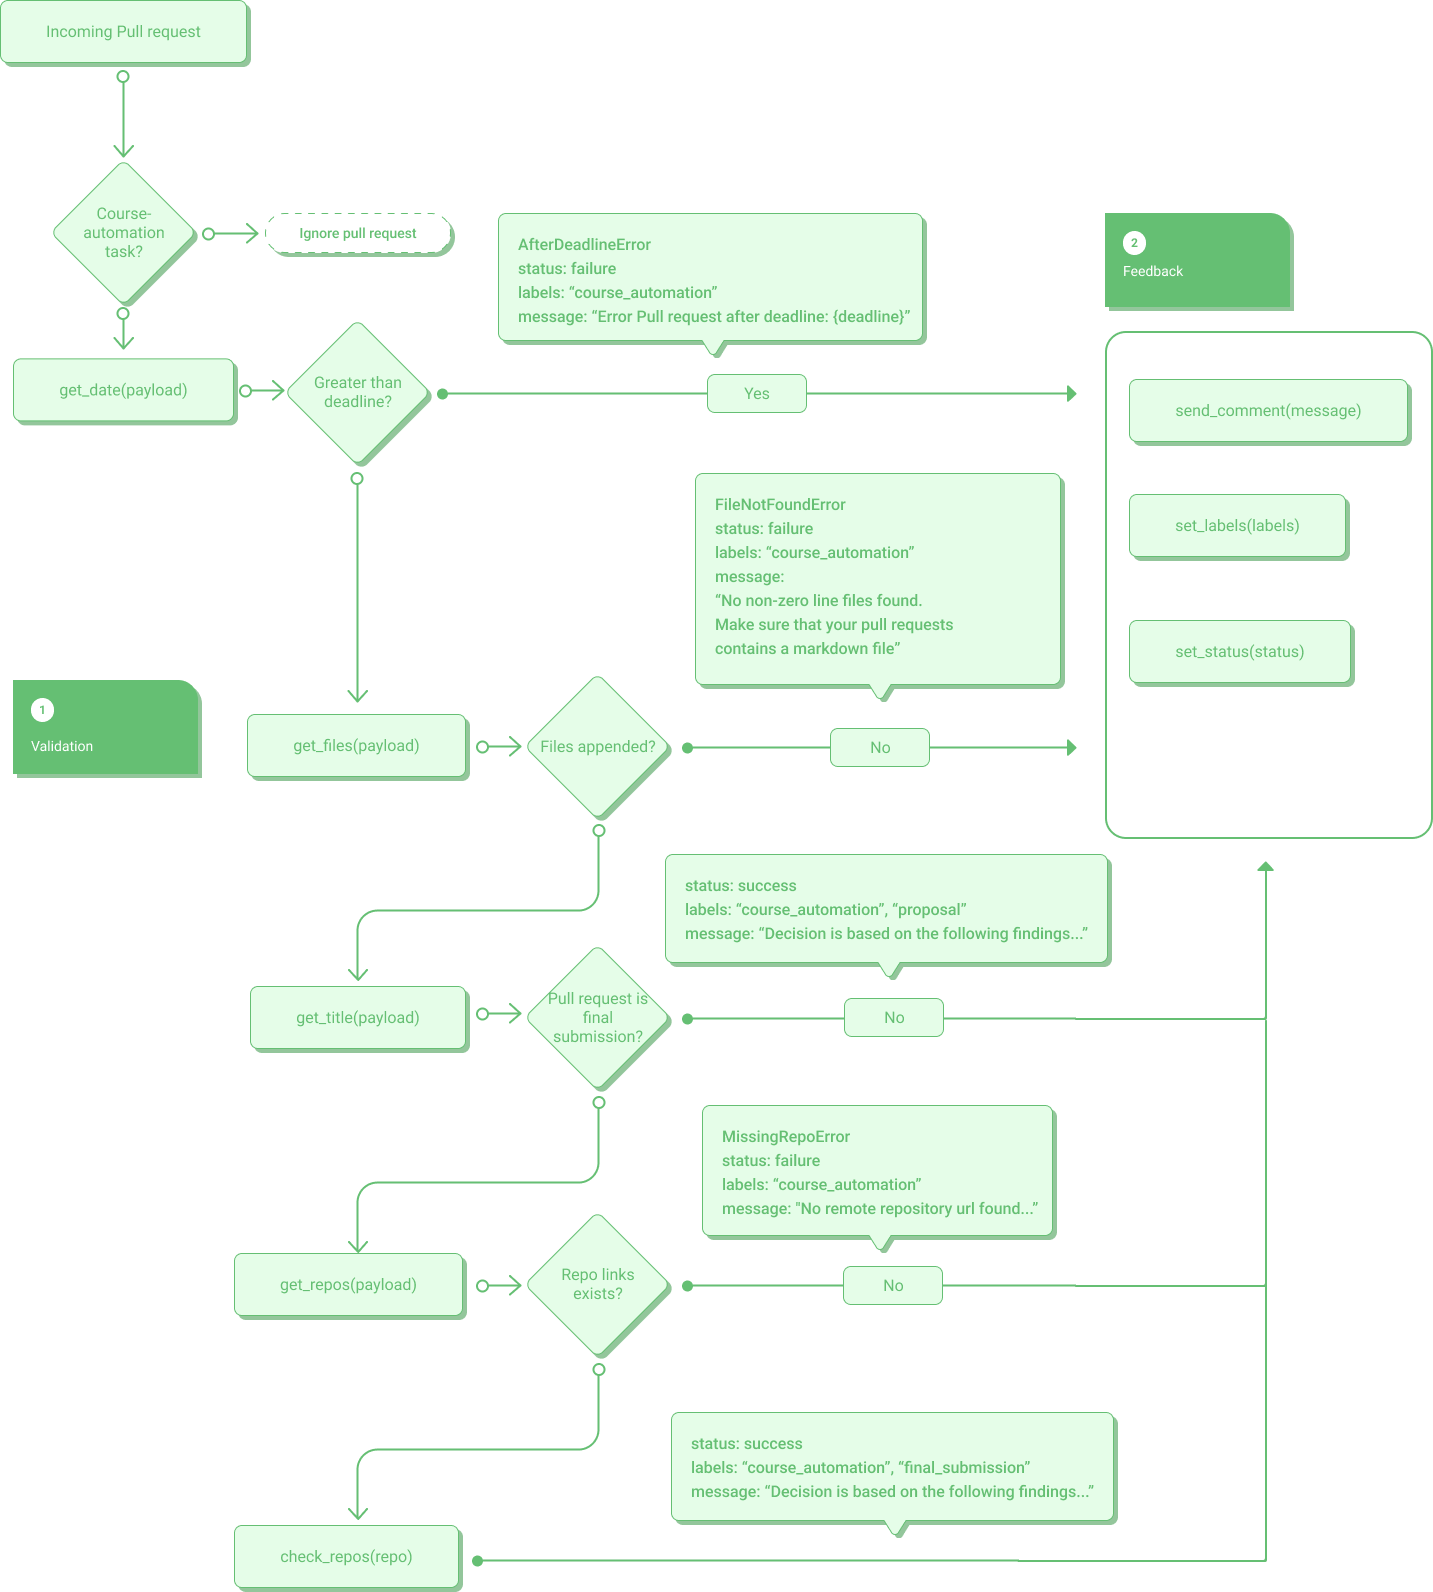 Incoming Pull request
Course-
automation
task?
Ignore pull request
AfterDeadlineError
status: failure
labels: “course_automation”
message: “Error Pull request after deadline: {deadline}”
2
Feedback
get_date(payload)
Greater than
deadline?
Yes
send_comment(message)
set_labels(labels)
set_status(status)
FileNotFoundError
status: failure
labels: “course_automation”
message:
“No non-zero line files found.
Make sure that your pull requests
contains a markdown file”
1
Validation
get_files(payload)
Files appended?
No
status: success
labels: “course_automation”, “proposal”
message: “Decision is based on the following findings...”
get_title(payload)
Pull request is
final
submission?
No
MissingRepoError
status: failure
labels: “course_automation”
message: "No remote repository url found...”
get_repos(payload)
Repo links
exists?
No
status: success
labels: “course_automation”, “final_submission”
message: “Decision is based on the following findings...”
check_repos(repo)